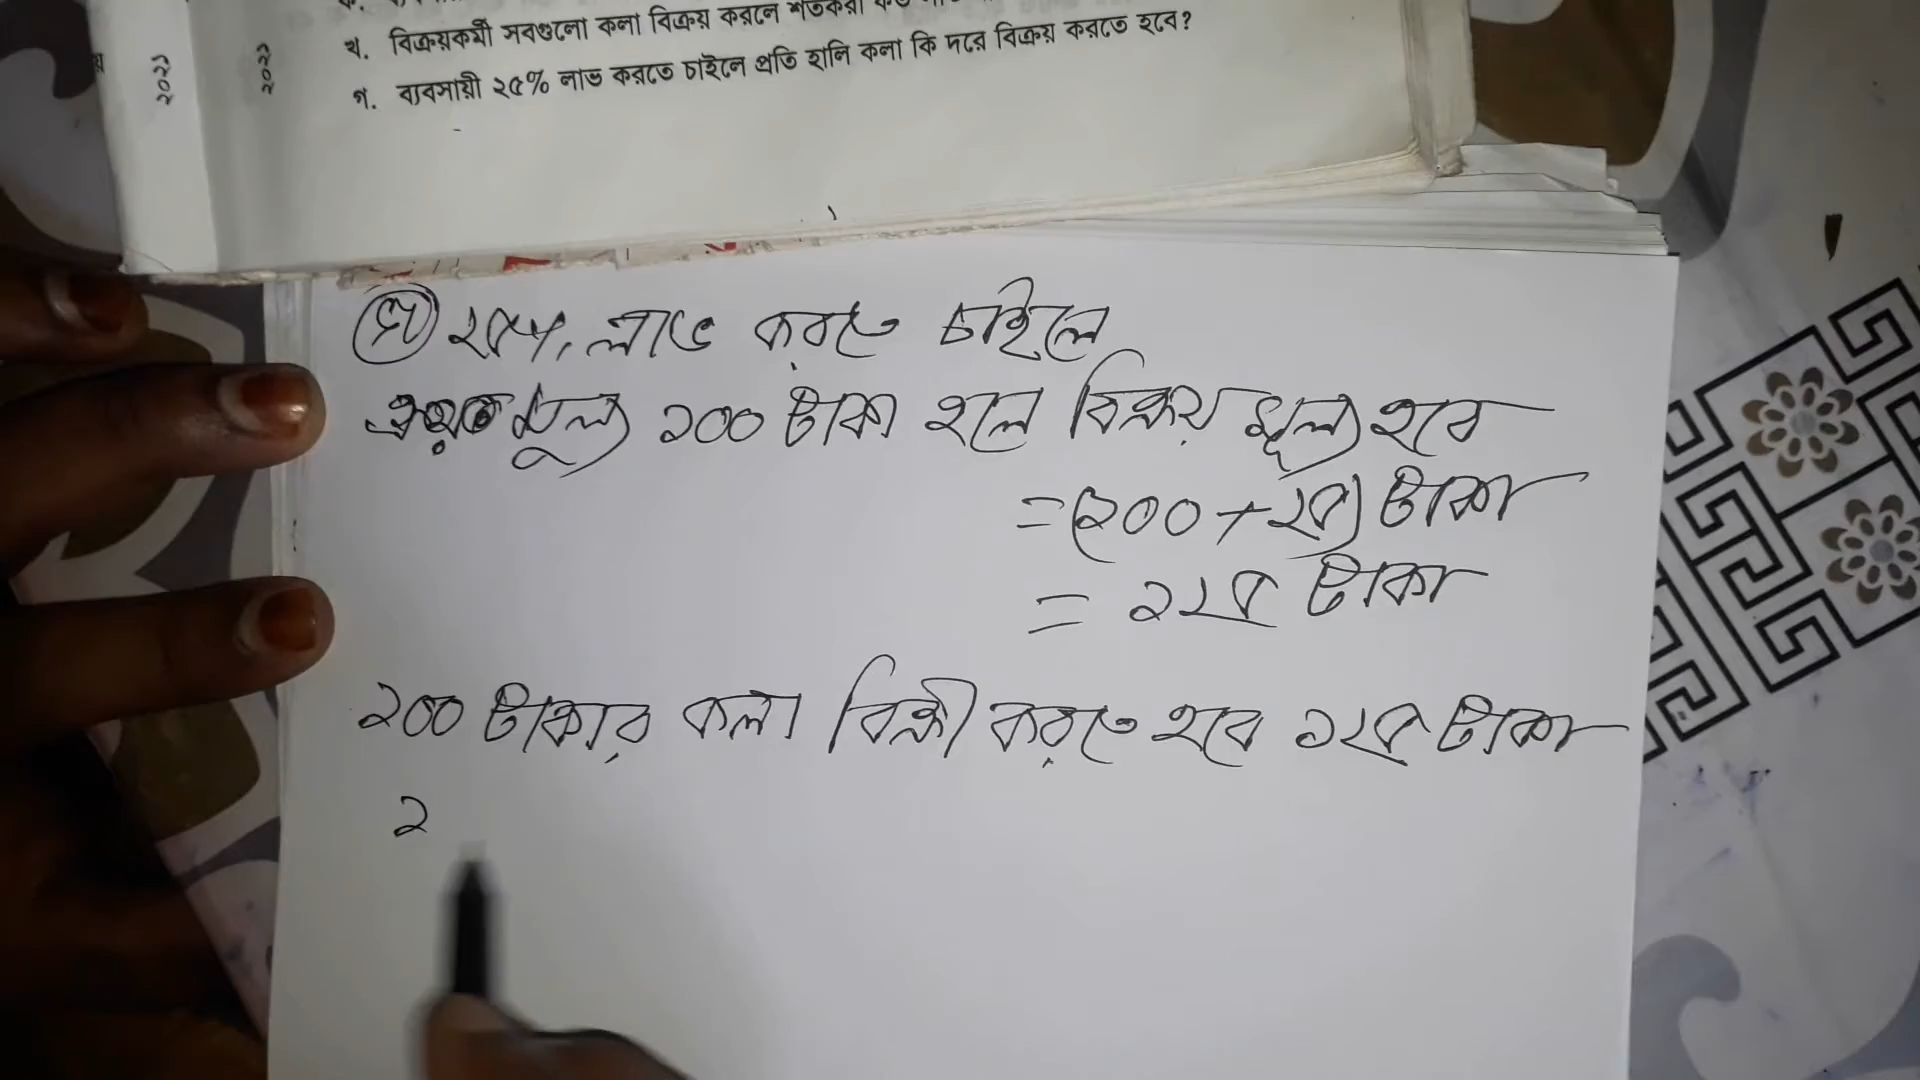 খ. বিক্রয়কর্মী সবগুলো কলা বিক্রয় করলে শতকরা কত
গ. ব্যবসায়ী ২৫% লাভ করতে চাইলে প্রতি হালি কলা কি দরে বিক্রয় করতে হবে?
২০২১
২০২১
গ ২৫% লাভ করতে চাইলে
ক্রয়মূল্য ১০০ টাকা হলে বিক্রয় মূল্য হবে
= (১০০ + ২৫) টাকা
= ১২৫ টাকা
১০০ টাকার কলা বিক্রী করতে হবে ১২৫ টাকা
১